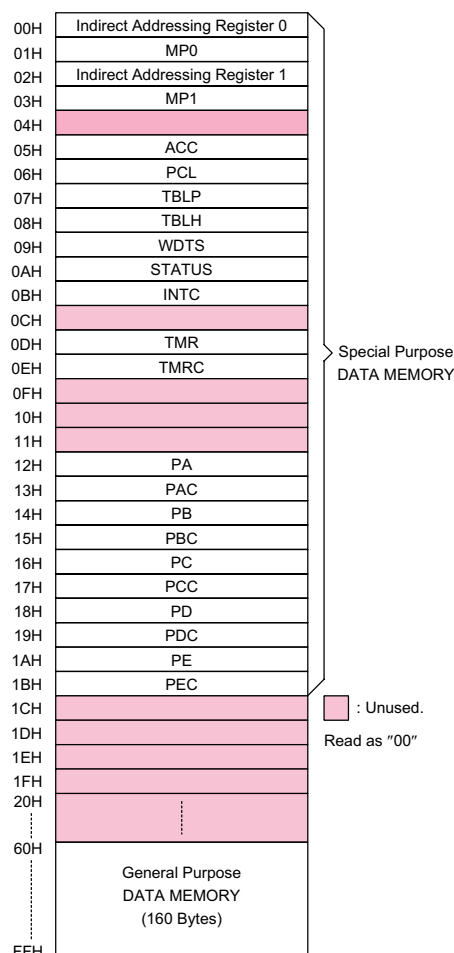 00H Indirect Addressing Register 0
01H MP0
02H Indirect Addressing Register 1
03H MP1
04H
05H ACC
06H PCL
07H TBLP
08H TBLH
09H WDTS
0AH STATUS
0BH INTC
0CH
0DH TMR
0EH TMRC
0FH
10H
11H
12H PA
13H PAC
14H PB
15H PBC
16H PC
17H PCC
18H PD
19H PDC
1AH PE
1BH PEC
1CH
1DH
1EH
1FH
20H
60H
General Purpose
DATA MEMORY
(160 Bytes)
FFH
Special Purpose
DATA MEMORY
: Unused.
Read as ″00″